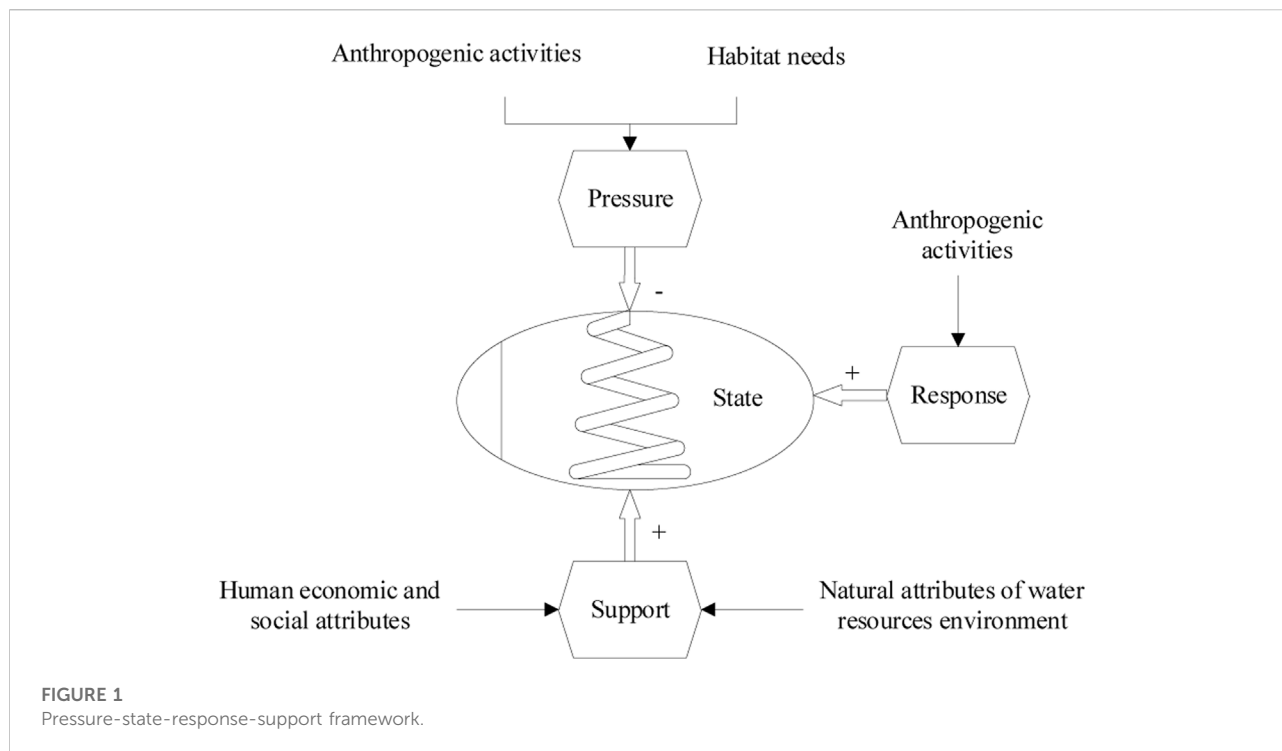 Anthropogenic activities
Habitat needs
Pressure
Anthropogenic
activities
-
State
+
Response
+
Human economic and
social attributes
Support
Natural attributes of water
resources environment
FIGURE 1
Pressure-state-response-support framework.